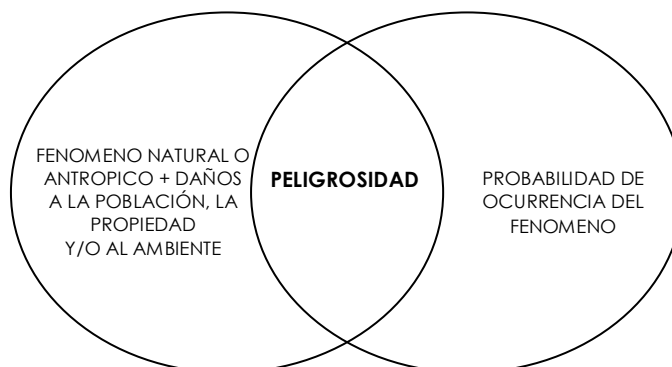 FENOMENO NATURAL O
ANTROPICO + DAÑOS
A LA POBLACIÓN, LA
PROPIEDAD
Y/O AL AMBIENTE
PELIGROSIDAD
PROBABILIDAD DE
OCURRENCIA DEL
FENOMENO